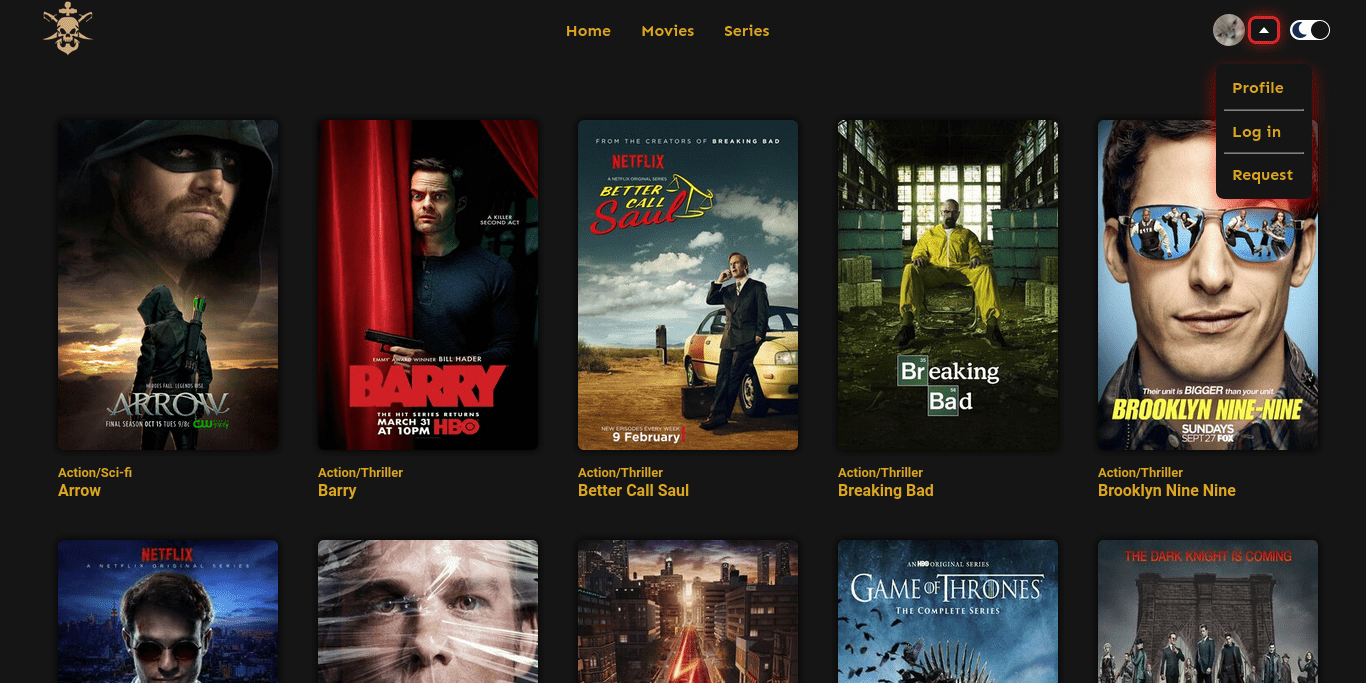 Home Movies Series
Profile
Log in
Request
HEROES FALL. LEGENDS RISE.
ARROW
FINAL SEASON OCT 15 TUES 9/8c CW
A KILLER
SECOND ACT
EMMY AWARD WINNER BILL HADER
BARRY
THE HIT SERIES RETURNS
MARCH 31
AT 10PM HBO
FROM THE CREATORS OF BREAKING BAD
NETFLIX
A NETFLIX ORIGINAL SERIES
BETTER
CALL
Saul
NEW EPISODES EVERY WEEK
9 February
35
Breaking
56
Bad
Their unit is BIGGER than your unit.
BROOKLYN NINE-NINE
SUNDAYS
SEPT 27 FOX
Action/Sci-fi
Arrow
Action/Thriller
Barry
Action/Thriller
Better Call Saul
Action/Thriller
Breaking Bad
Action/Thriller
Brooklyn Nine Nine
NETFLIX
A NETFLIX ORIGINAL SERIES
AN HBO ORIGINAL SERIES
GAME OF THRONES
THE COMPLETE SERIES
THE DARK KNIGHT IS COMING